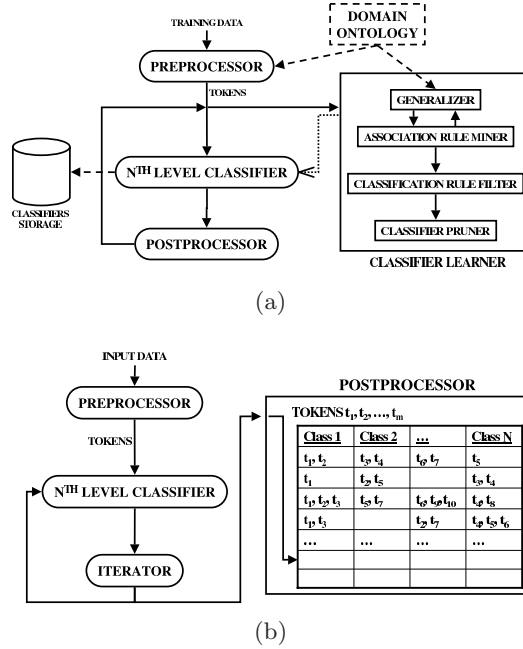 TRAINING DATA
DOMAIN
ONTOLOGY
PREPROCESSOR
TOKENS
GENERALIZER
ASSOCIATION RULE MINER
N^TH LEVEL CLASSIFIER
CLASSIFICATION RULE FILTER
CLASSIFIERS
STORAGE
POSTPROCESSOR
CLASSIFIER PRUNER
CLASSIFIER LEARNER
(a)
INPUT DATA
PREPROCESSOR
TOKENS
N^TH LEVEL CLASSIFIER
ITERATOR
POSTPROCESSOR
TOKENS t₁, t₂, ..., tₘ
Class 1 Class 2 ... Class N
t₁, t₂ t₃, t₄ t₆, t₇ t₅
t₁ t₂, t₅ t₃, t₄
t₁, t₂, t₃ t₅, t₇ t₆, t₉, t₁₀ t₄, t₈
t₁, t₃ t₂, t₇ t₄, t₅, t₆
... ... ... ...
(b)